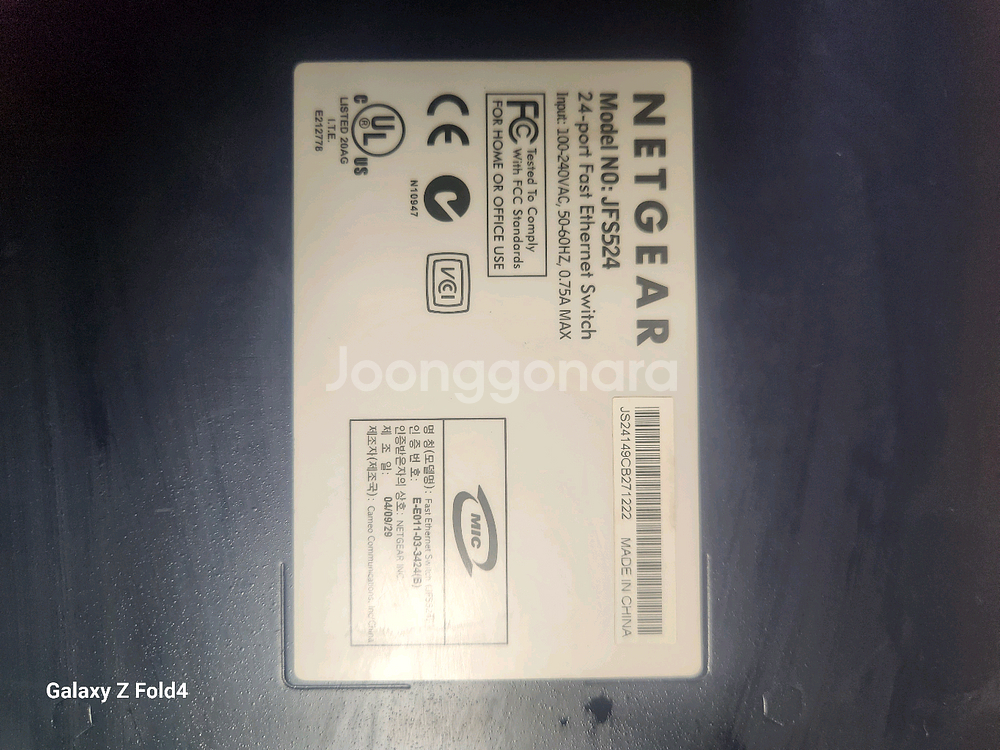 NETGEAR
Model NO: JFS524
24-port Fast Ethernet Switch
Input: 100-240VAC, 50-60HZ, 0.75A MAX
FC Tested To Comply
With FCC Standards
FOR HOME OR OFFICE USE
CE
N10947
VCI
C UL US
®
LISTED 20AG
I.T.E.
E212778
JS24149CB271222 MADE IN CHINA
MIC
명 칭(모델명): Fast Ethernet Switch (JFS524)
인 증 번 호: E-E011-03-3424(B)
인증받은자의 상호: NETGEAR INC.
제 조 일: 04/09/29
제조자(제조국): Cameo Communications, Inc./China
Joonggonara
Galaxy Z Fold4